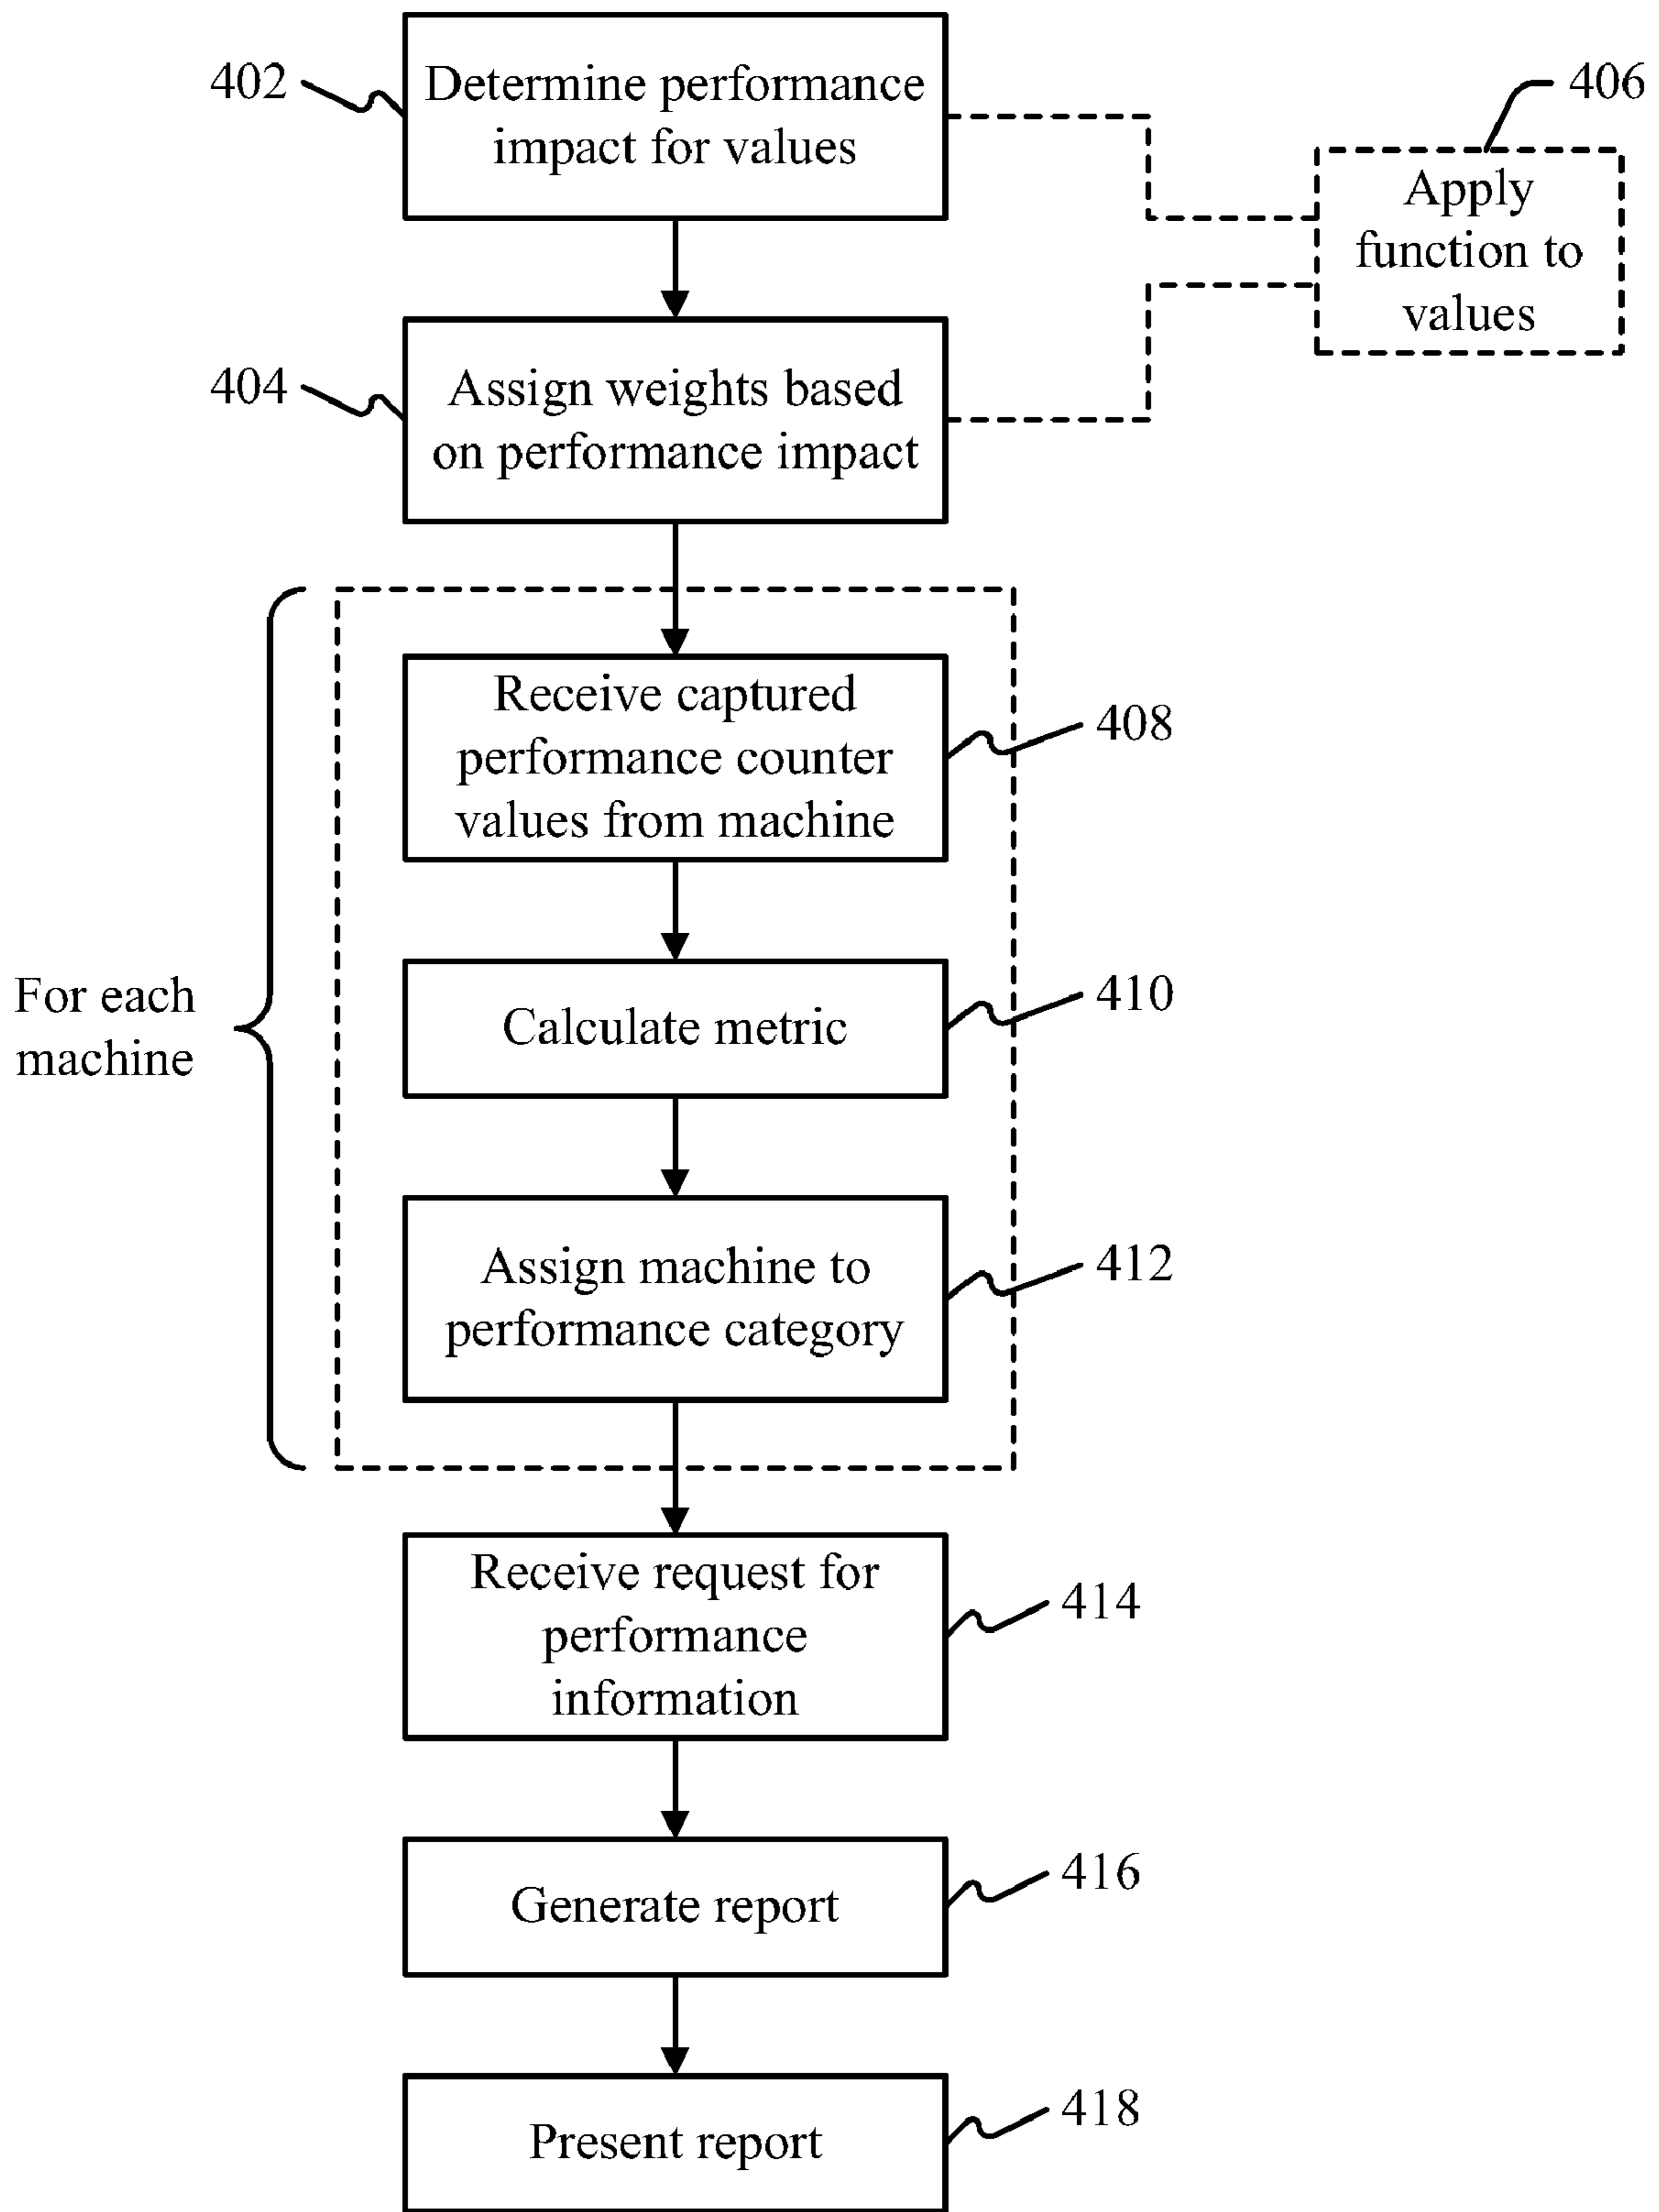 402
Determine performance
impact for values
406
Apply
function to
values
404
Assign weights based
on performance impact
For each
machine
Receive captured
performance counter
values from machine
408
Calculate metric
410
Assign machine to
performance category
412
Receive request for
performance
information
414
Generate report
416
Present report
418